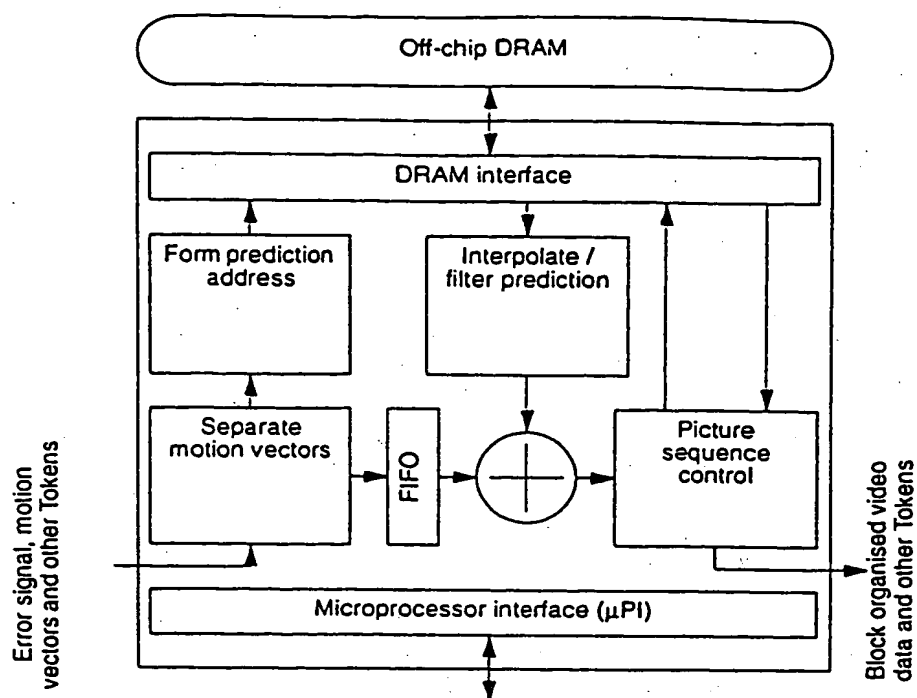 Off-chip DRAM
DRAM interface
Form prediction
address
Interpolate /
filter prediction
Separate
motion vectors
FIFO
Picture
sequence
control
Error signal, motion
vectors and other Tokens
Block organised video
data and other Tokens
Microprocessor interface (μPI)